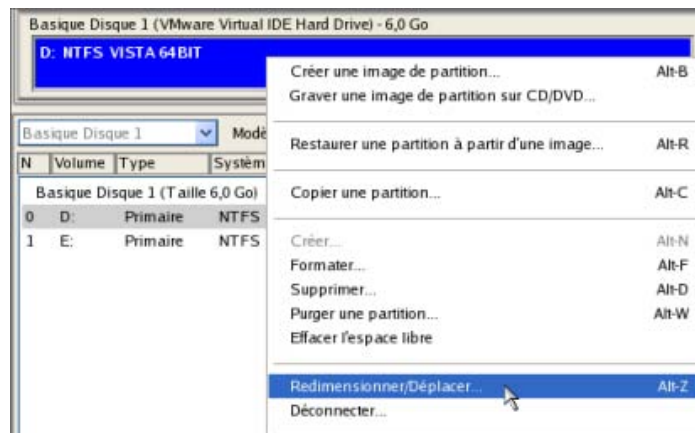 Basique Disque 1 (VMware Virtual IDE Hard Drive) - 6,0 Go
D: NTFS VISTA 64BIT
Créer une image de partition... Alt-B
Graver une image de partition sur CD/DVD...
Restaurer une partition à partir d'une image... Alt-R
Copier une partition... Alt-C
Créer... Alt-N
Formater... Alt-F
Supprimer... Alt-D
Purger une partition... Alt-W
Effacer l'espace libre
Redimensionner/Déplacer... Alt-Z
Déconnecter...
Basique Disque 1 Modè
N Volume Type Systèm
Basique Disque 1 (Taille 6,0 Go)
0 D: Primaire NTFS
1 E: Primaire NTFS